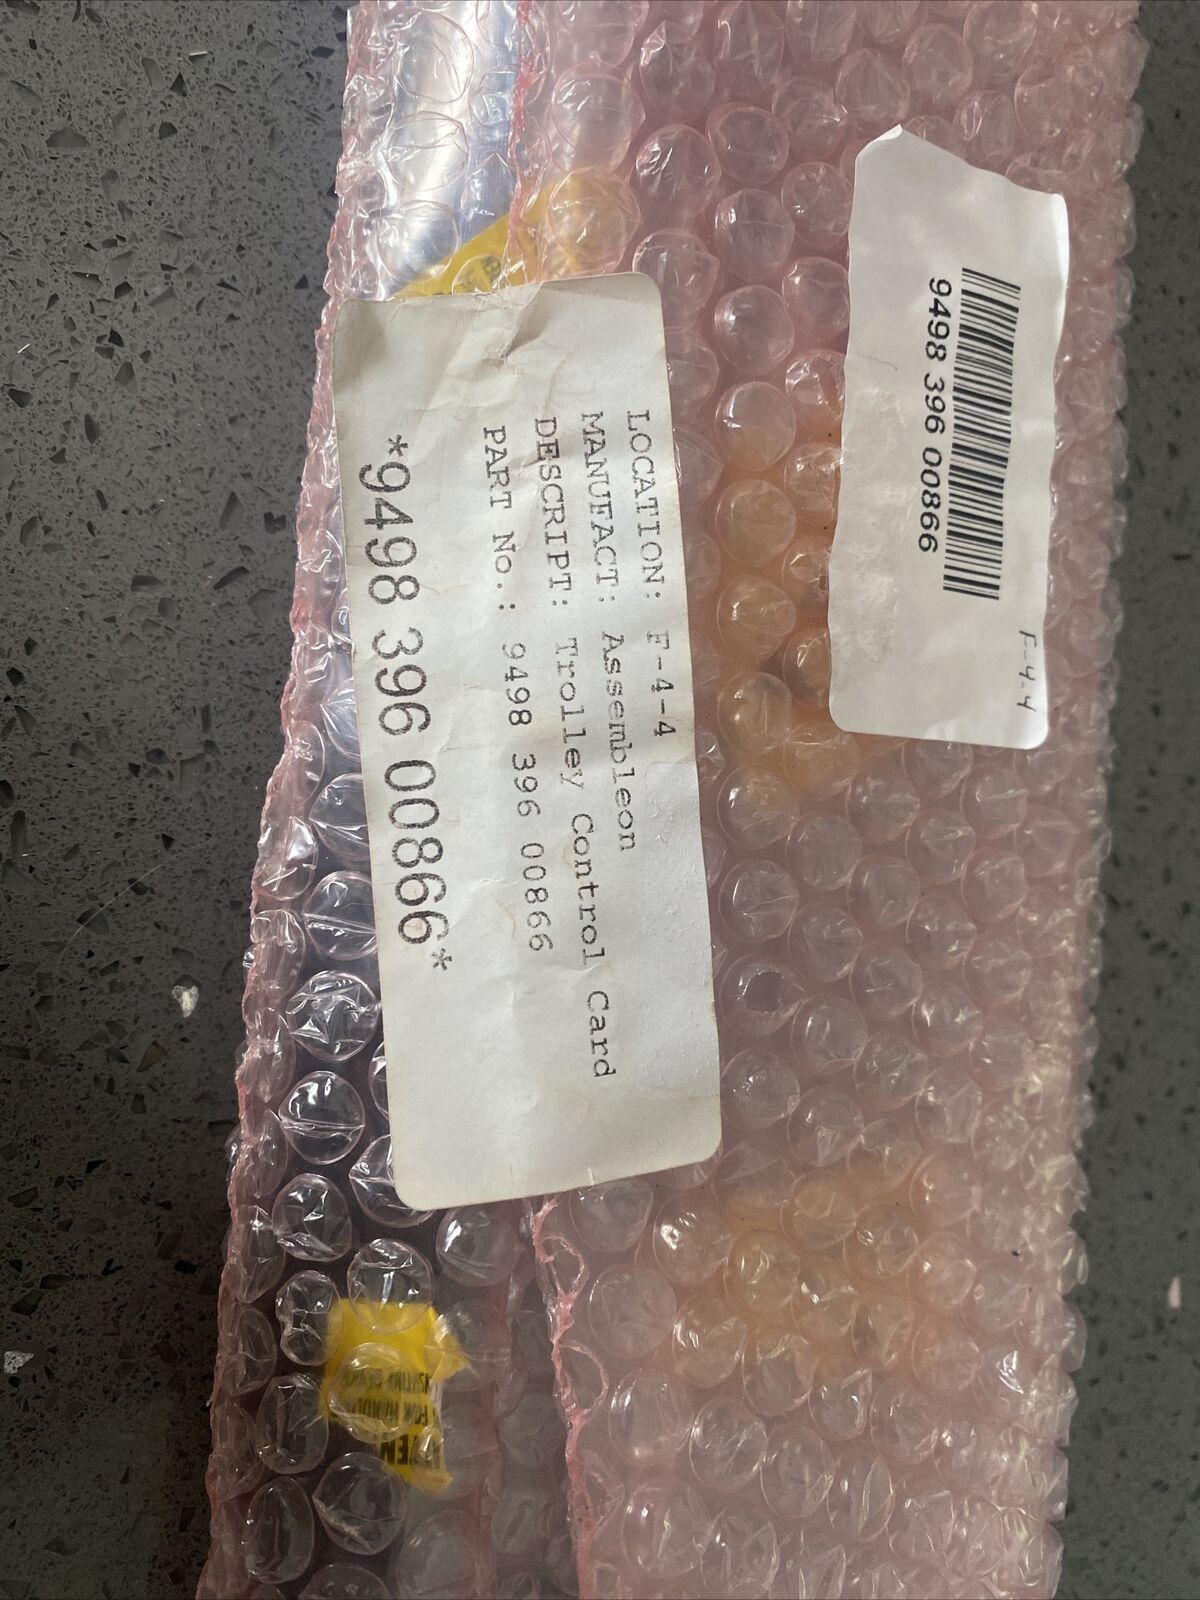 LOCATION: F-4-4
MANUFACT: Assembleon
DESCRIPT: Trolley Control Card
PART No.: 9498 396 00866
*9498 396 00866*
F-4-4
9498 396 00866